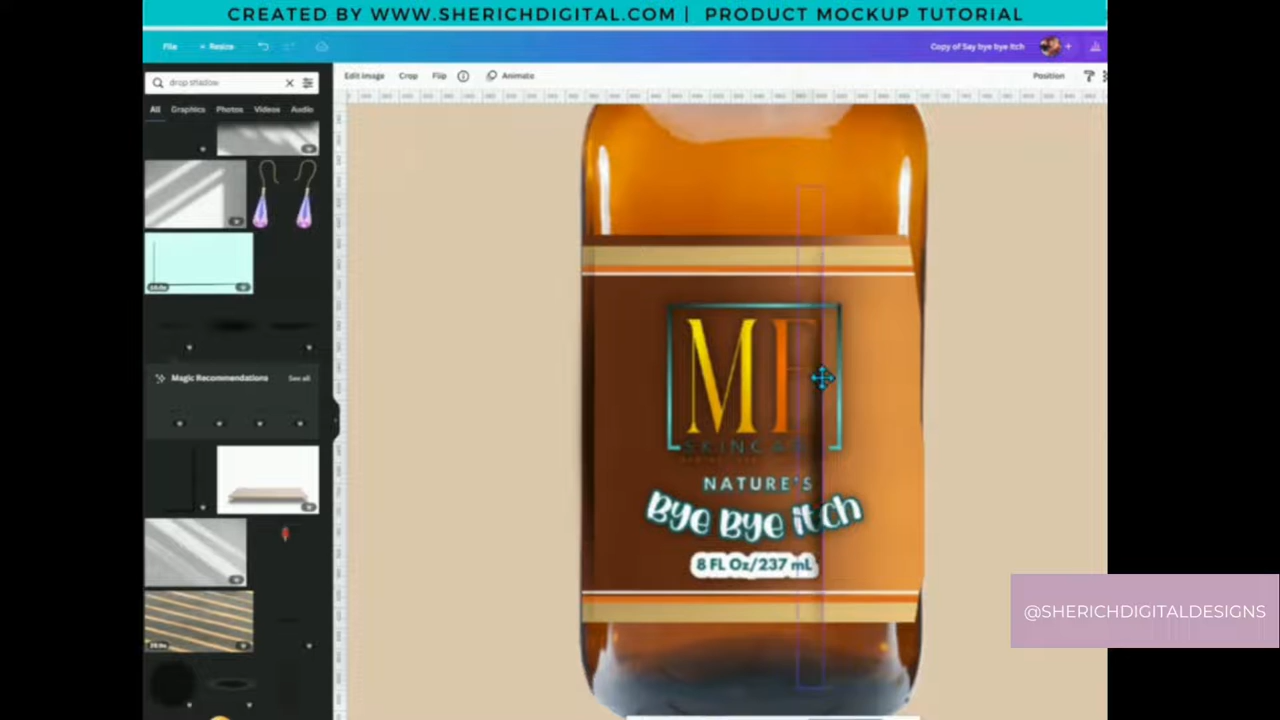 CREATED BY WWW.SHERICHDIGITAL.COM | PRODUCT MOCKUP TUTORIAL
File
Resize
Copy of Say bye bye itch
drop shadow
Edit image
Crop
Flip
Animate
Position
All
Graphics
Photos
Videos
Audio
Magic Recommendations
See all
MF
SKINCAR
NATURE'S
Bye Bye itch
8 FL Oz/237 mL
@SHERICHDIGITALDESIGNS